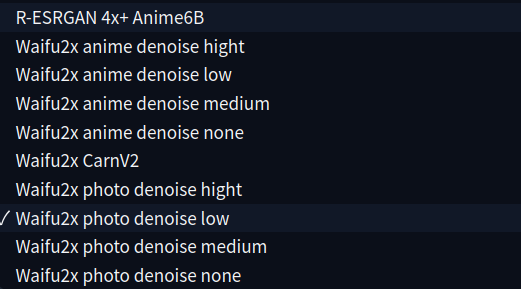 R-ESRGAN 4x+ Anime6B
Waifu2x anime denoise hight
Waifu2x anime denoise low
Waifu2x anime denoise medium
Waifu2x anime denoise none
Waifu2x CarnV2
Waifu2x photo denoise hight
✓ Waifu2x photo denoise low
Waifu2x photo denoise medium
Waifu2x photo denoise none